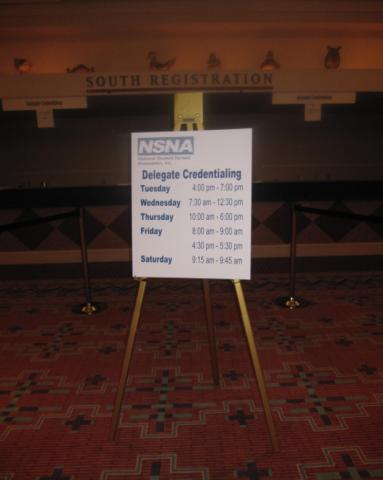 SOUTH REGISTRATION
Delegate Credentialing
NSNA
National Student Nurses'
Association, Inc.
Delegate Credentialing
Tuesday 4:00 pm - 7:00 pm
Wednesday 7:30 am - 12:30 pm
Thursday 10:00 am - 6:00 pm
Friday 8:00 am - 9:00 am
4:30 pm - 5:30 pm
Saturday 9:15 am - 9:45 am